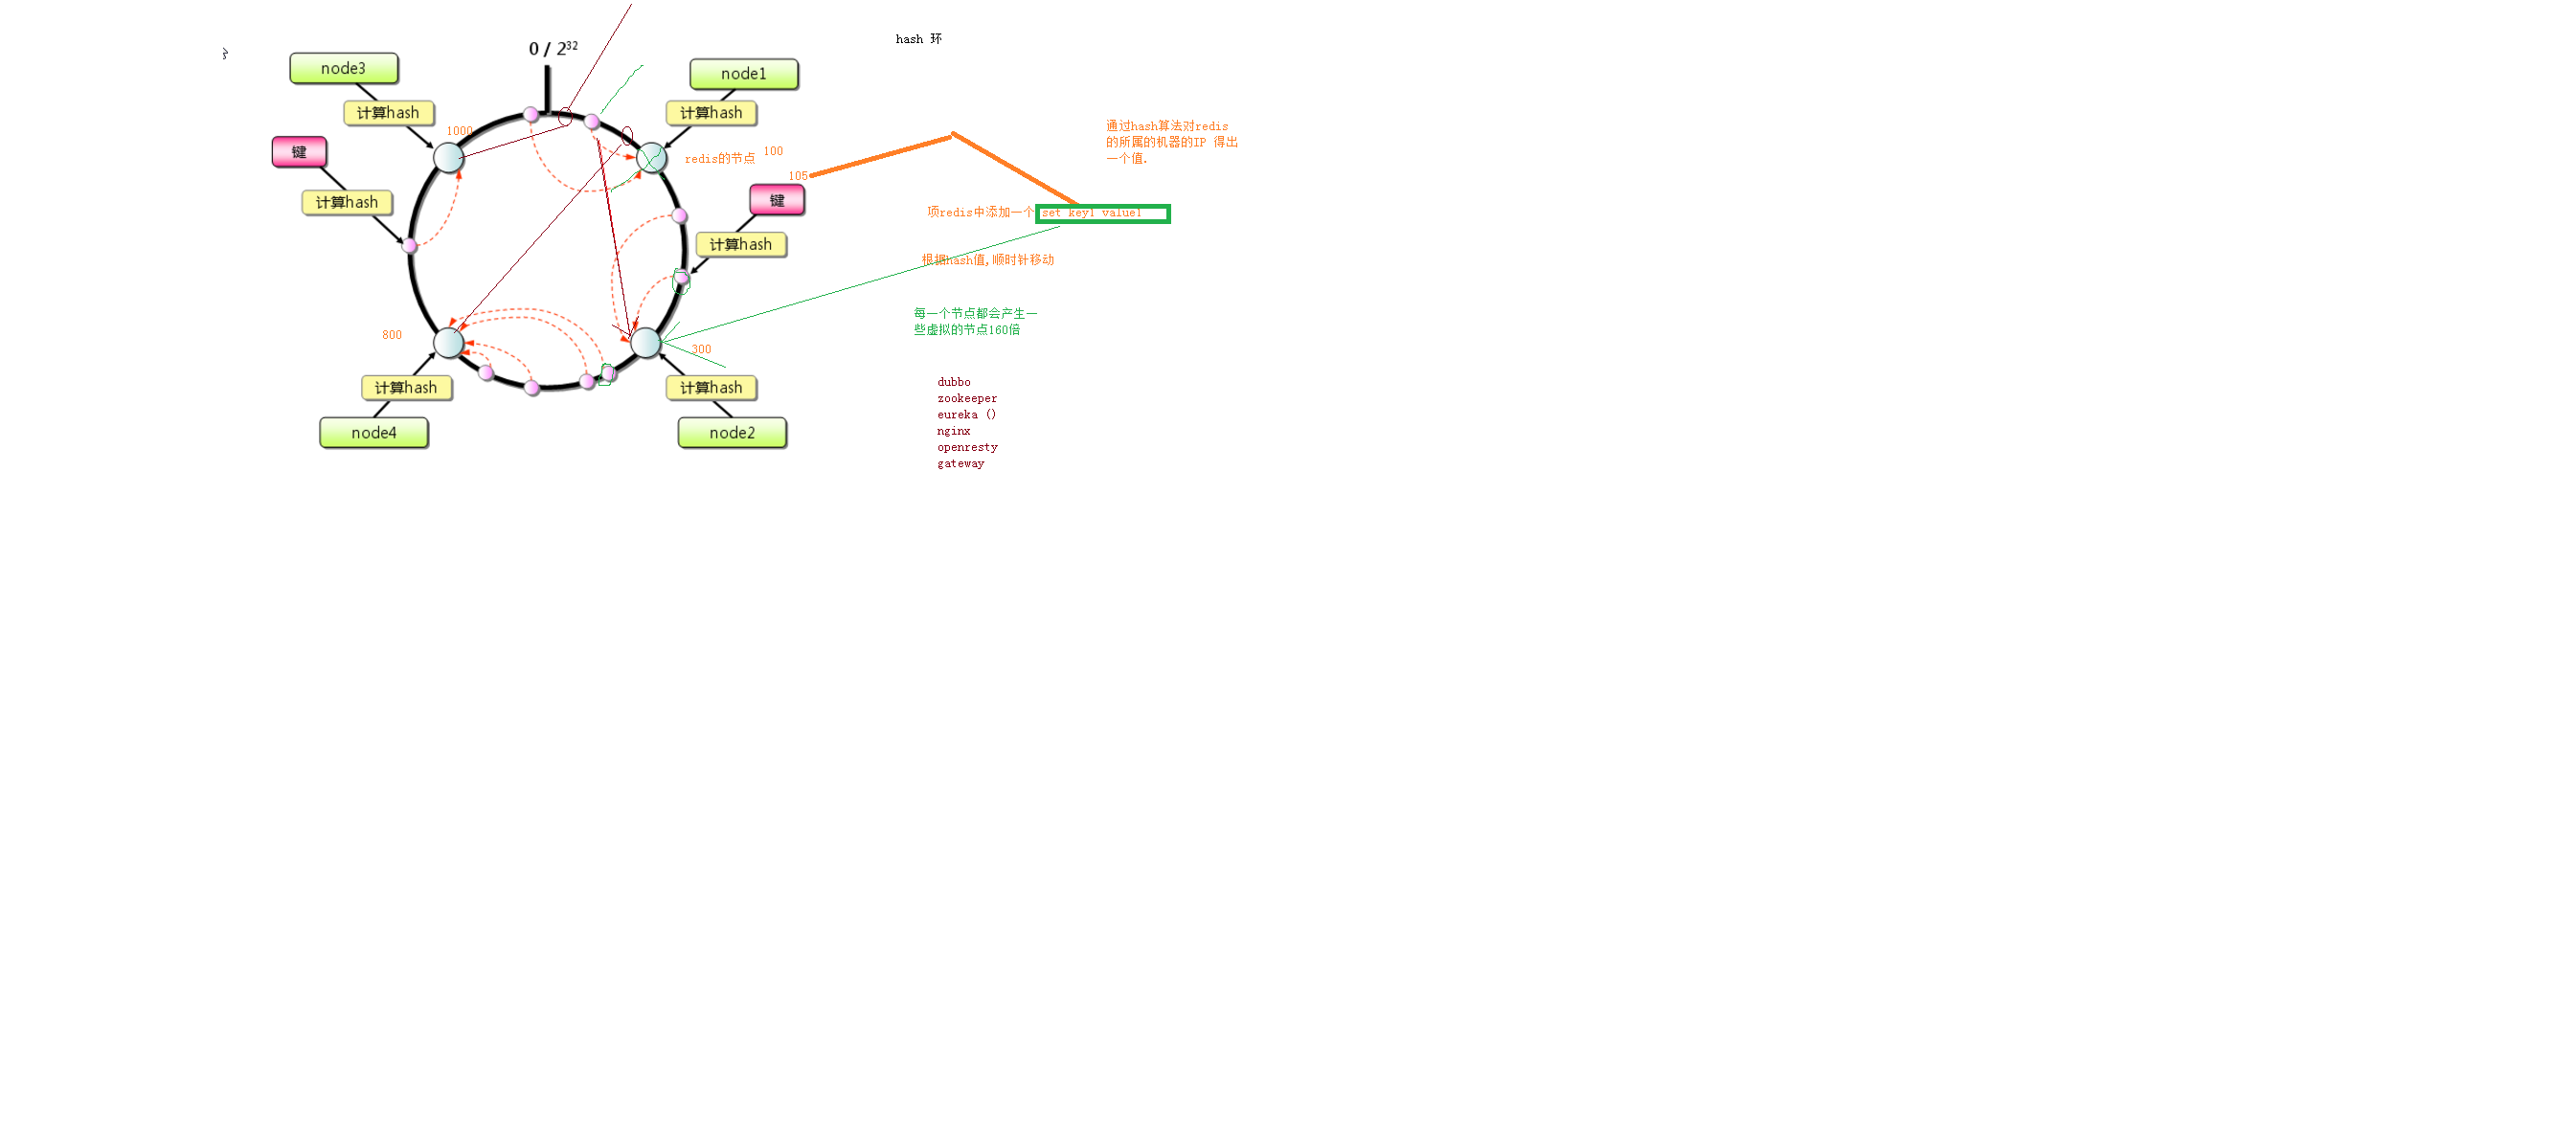 hash 环
0 / 2³²
node3
node1
计算hash
计算hash
1000
键
redis的节点
100
通过hash算法对redis
的所属的机器的IP 得出
一个值.
105
键
计算hash
项redis中添加一个
set key1 value1
计算hash
根据hash值,顺时针移动
每一个节点都会产生一
些虚拟的节点160倍
800
300
计算hash
计算hash
node4
node2
dubbo
zookeeper
eureka ()
nginx
openresty
gateway